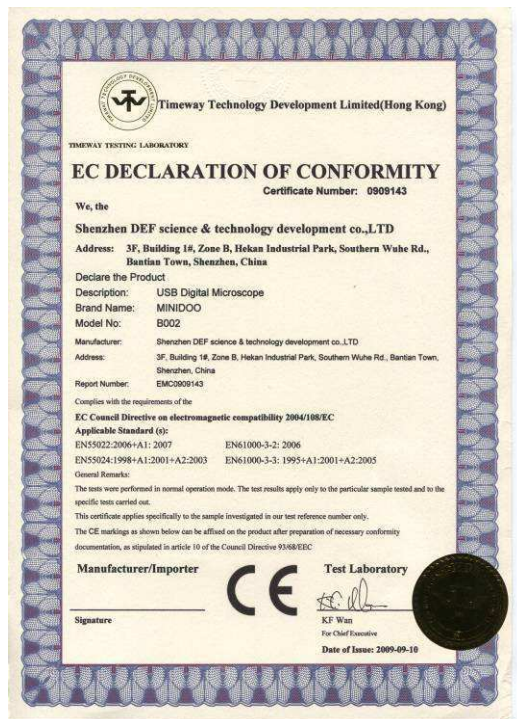 Timeway Technology Development Limited(Hong Kong)
TIMEWAY TESTING LABORATORY
EC DECLARATION OF CONFORMITY
Certificate Number: 0909143
We, the
Shenzhen DEF science & technology development co.,LTD
Address: 3F, Building 1#, Zone B, Hekan Industrial Park, Southern Wuhe Rd.,
Bantian Town, Shenzhen, China
Declare the Product
Description: USB Digital Microscope
Brand Name: MINIDOO
Model No: B002
Manufacturer: Shenzhen DEF science & technology development co.,LTD
Address: 3F, Building 1#, Zone B, Hekan Industrial Park, Southern Wuhe Rd., Bantian Town,
Shenzhen, China
Report Number: EMC0909143
Complies with the requirements of the
EC Council Directive on electromagnetic compatibility 2004/108/EC
Applicable Standard (s):
EN55022:2006+A1: 2007 EN61000-3-2: 2006
EN55024:1998+A1:2001+A2:2003 EN61000-3-3: 1995+A1:2001+A2:2005
General Remarks:
The tests were performed in normal operation mode. The test results apply only to the particular sample tested and to the
specific tests carried out.
This certificate applies specifically to the sample investigated in our test reference number only.
The CE markings as shown below can be affixed on the product after preparation of necessary conformity
documentation, as stipulated in article 10 of the Council Directive 93/68/EEC
Manufacturer/Importer CE Test Laboratory
Signature KF Wan
For Chief Executive
Date of Issue: 2009-09-10